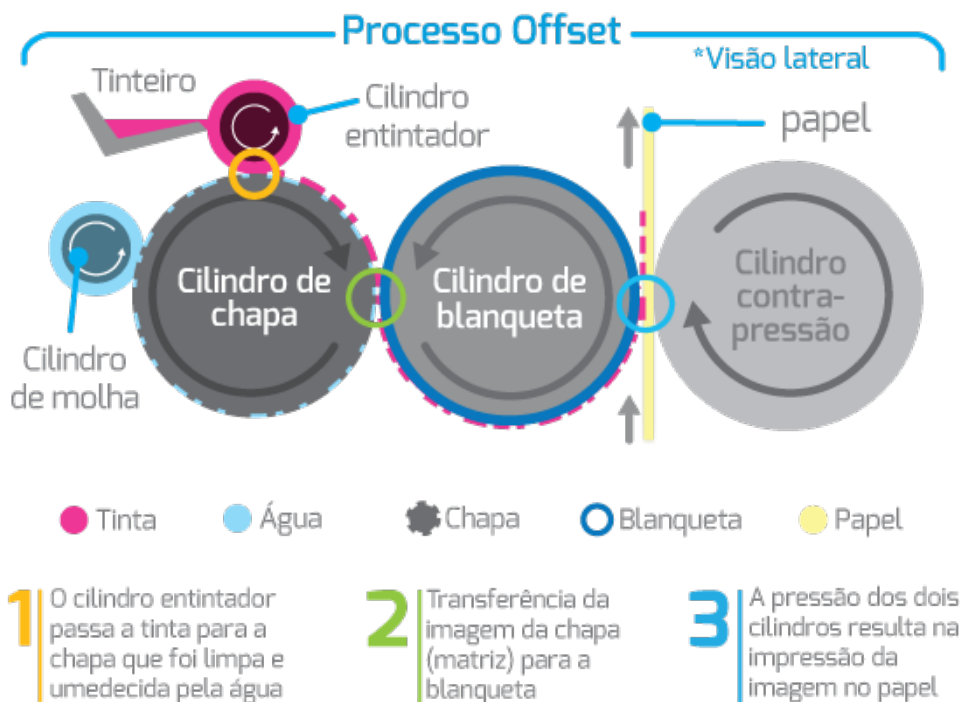 Processo Offset
*Visão lateral
Tinteiro
Cilindro
entintador
papel
Cilindro de
chapa
Cilindro de
blanqueta
Cilindro
contra-
pressão
Cilindro
de molha
Tinta
Água
Chapa
Blanqueta
Papel
1
O cilindro entintador
passa a tinta para a
chapa que foi limpa e
umedecida pela água
2
Transferência da
imagem da chapa
(matriz) para a
blanqueta
3
A pressão dos dois
cilindros resulta na
impressão da
imagem no papel